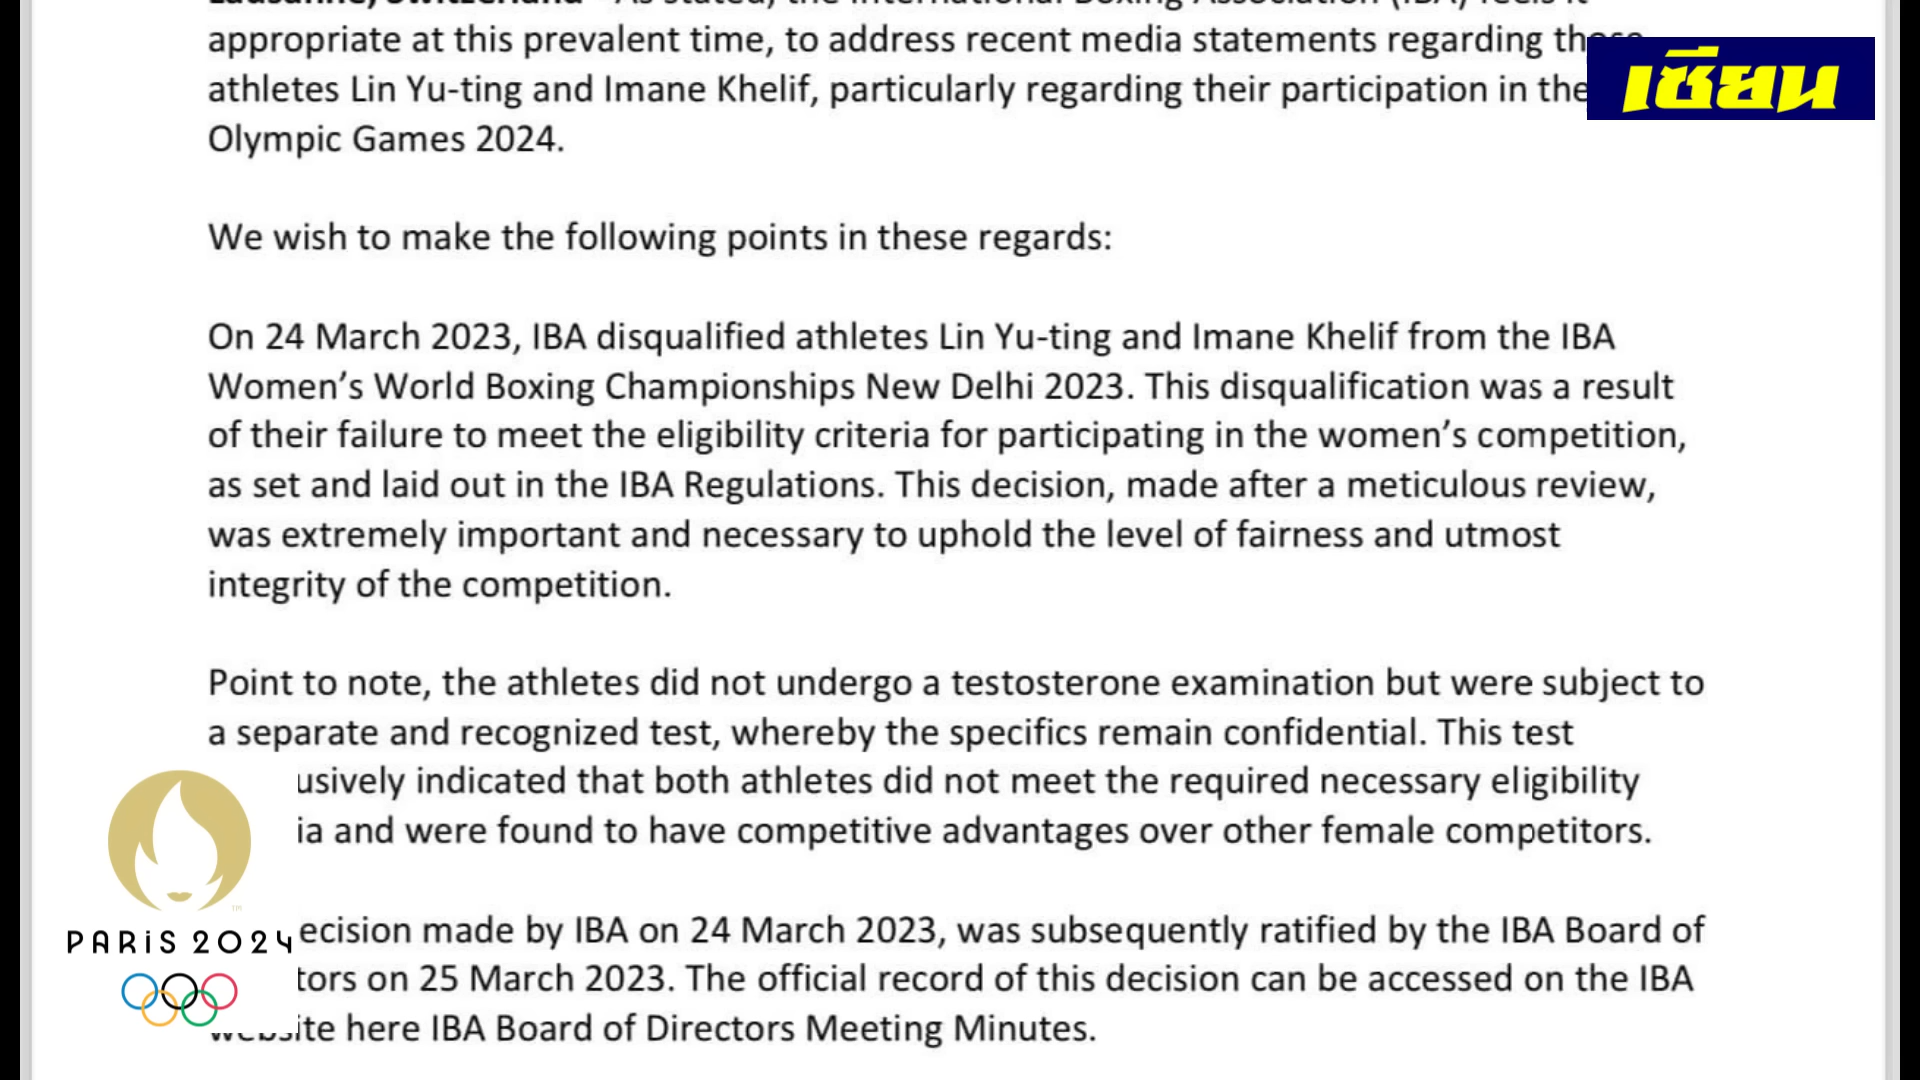 appropriate at this prevalent time, to address recent media statements regarding those
เชียน
athletes Lin Yu-ting and Imane Khelif, particularly regarding their participation in the
Olympic Games 2024.
We wish to make the following points in these regards:
On 24 March 2023, IBA disqualified athletes Lin Yu-ting and Imane Khelif from the IBA
Women’s World Boxing Championships New Delhi 2023. This disqualification was a result
of their failure to meet the eligibility criteria for participating in the women’s competition,
as set and laid out in the IBA Regulations. This decision, made after a meticulous review,
was extremely important and necessary to uphold the level of fairness and utmost
integrity of the competition.
Point to note, the athletes did not undergo a testosterone examination but were subject to
a separate and recognized test, whereby the specifics remain confidential. This test
usively indicated that both athletes did not meet the required necessary eligibility
ia and were found to have competitive advantages over other female competitors.
ecision made by IBA on 24 March 2023, was subsequently ratified by the IBA Board of
PARIS 2024
tors on 25 March 2023. The official record of this decision can be accessed on the IBA
website here IBA Board of Directors Meeting Minutes.